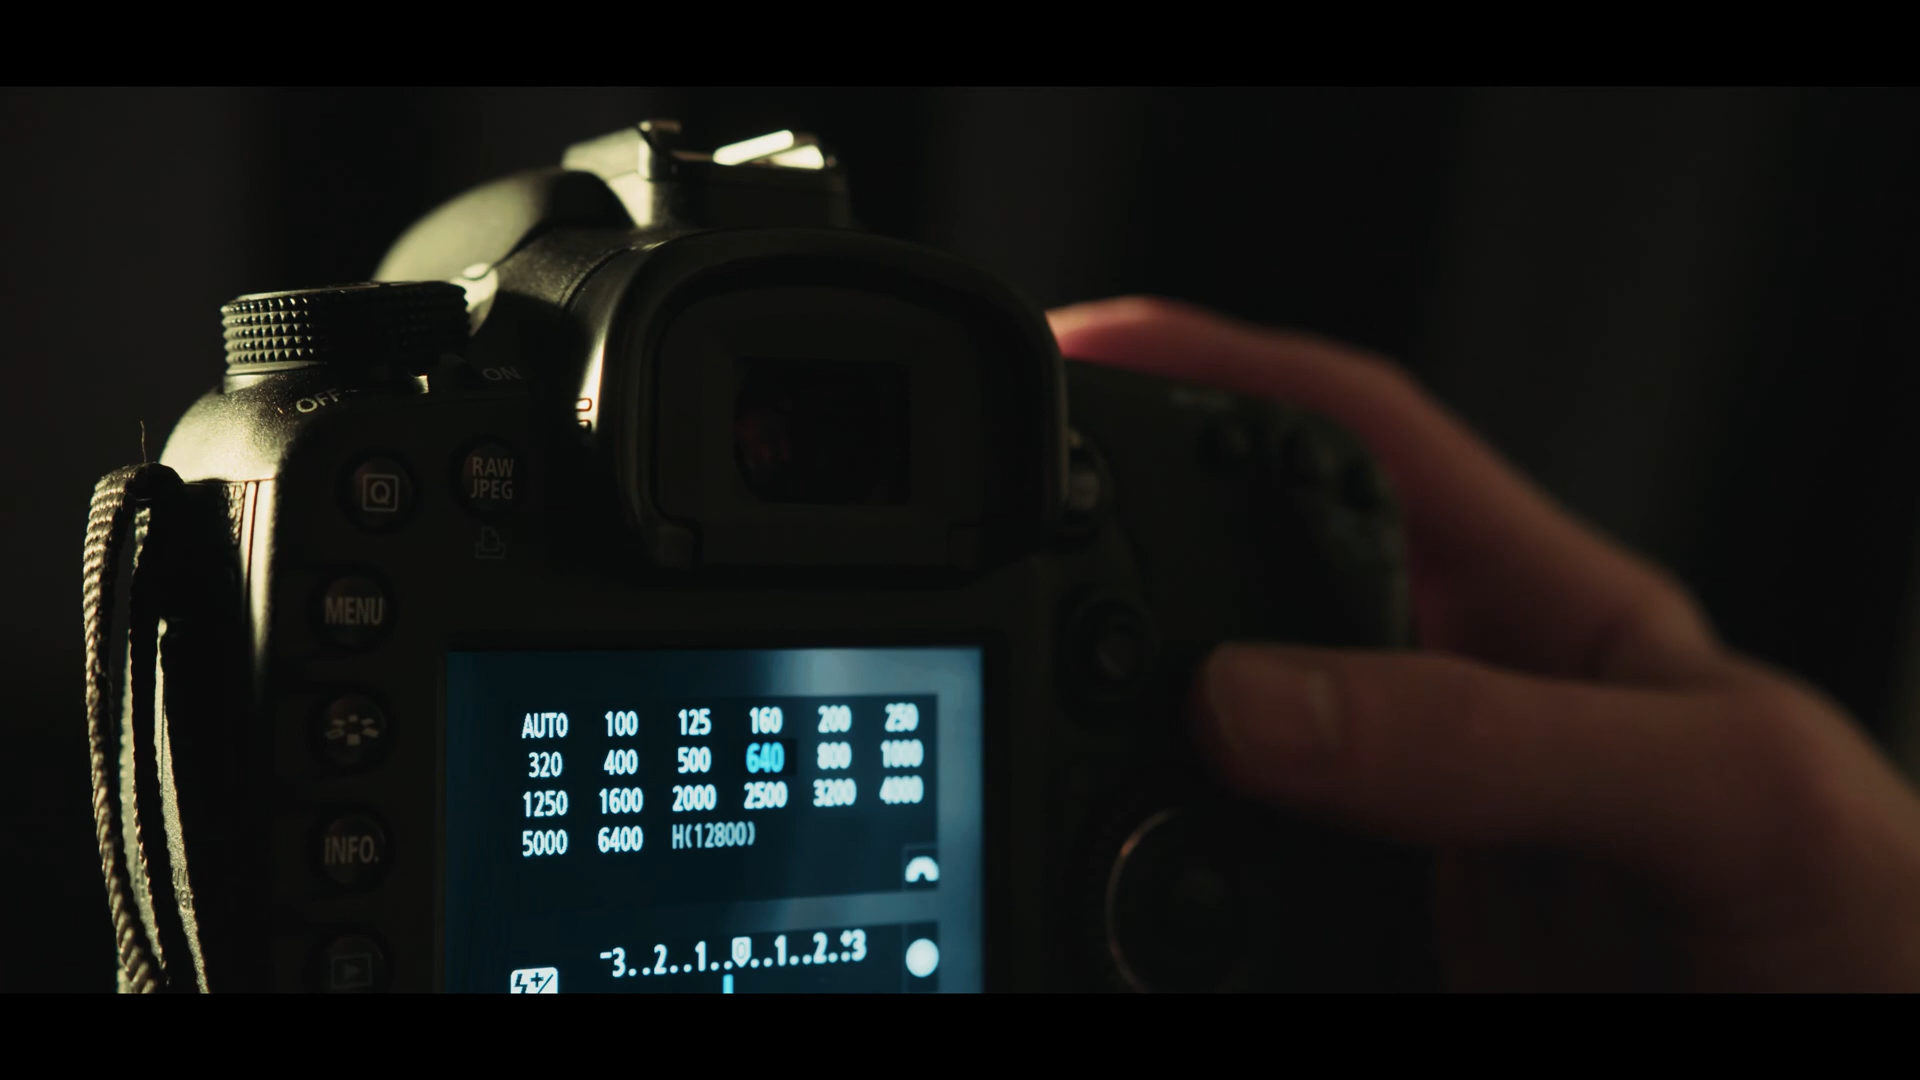 ON
OFF
Q
RAW
JPEG
MENU
INFO.
AUTO 100 125 160 200 250
320 400 500 640 800 1000
1250 1600 2000 2500 3200 4000
5000 6400 H(12800)
-3..2..1..0..1..2..+3